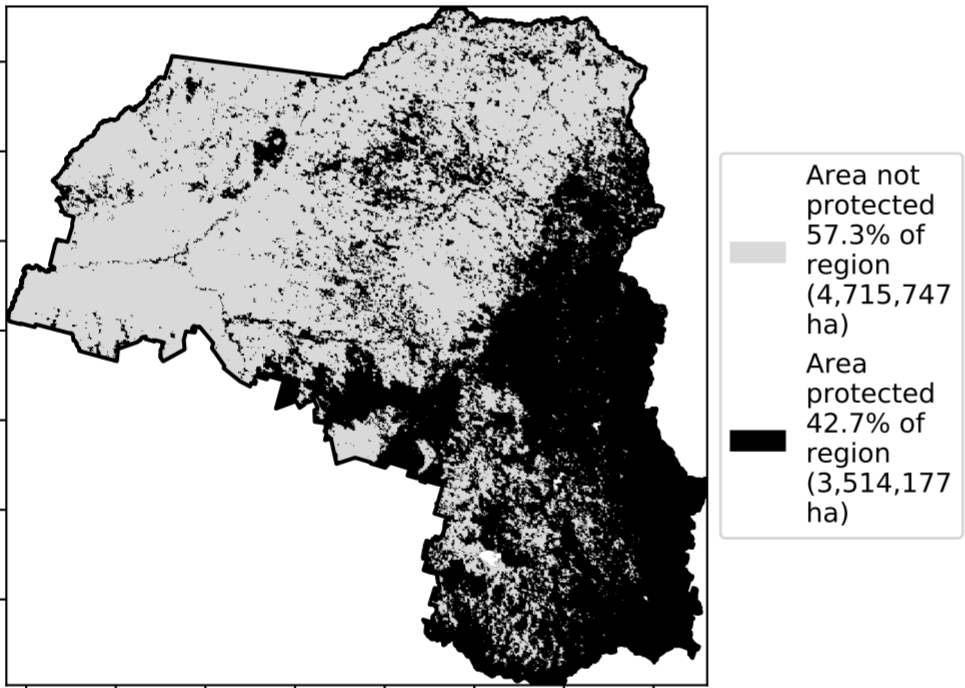 Area not
protected
57.3% of
region
(4,715,747
ha)
Area
protected
42.7% of
region
(3,514,177
ha)